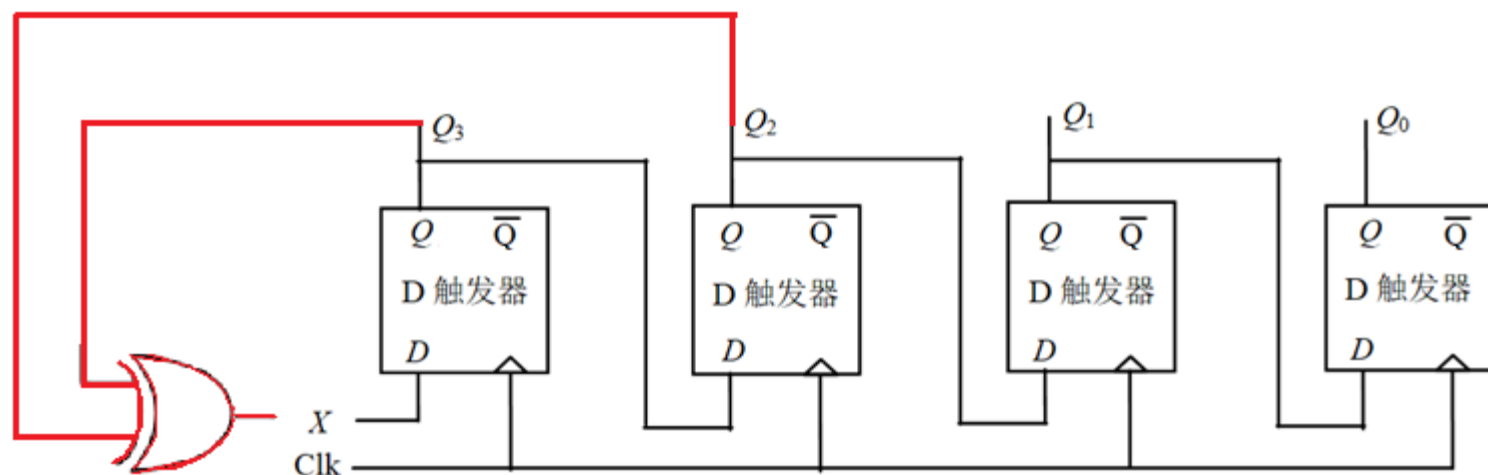 Q₃ Q₂ Q₁ Q₀
Q Q̅ Q Q̅ Q Q̅ Q Q̅
D 触发器 D 触发器 D 触发器 D 触发器
D D D D
X
Clk